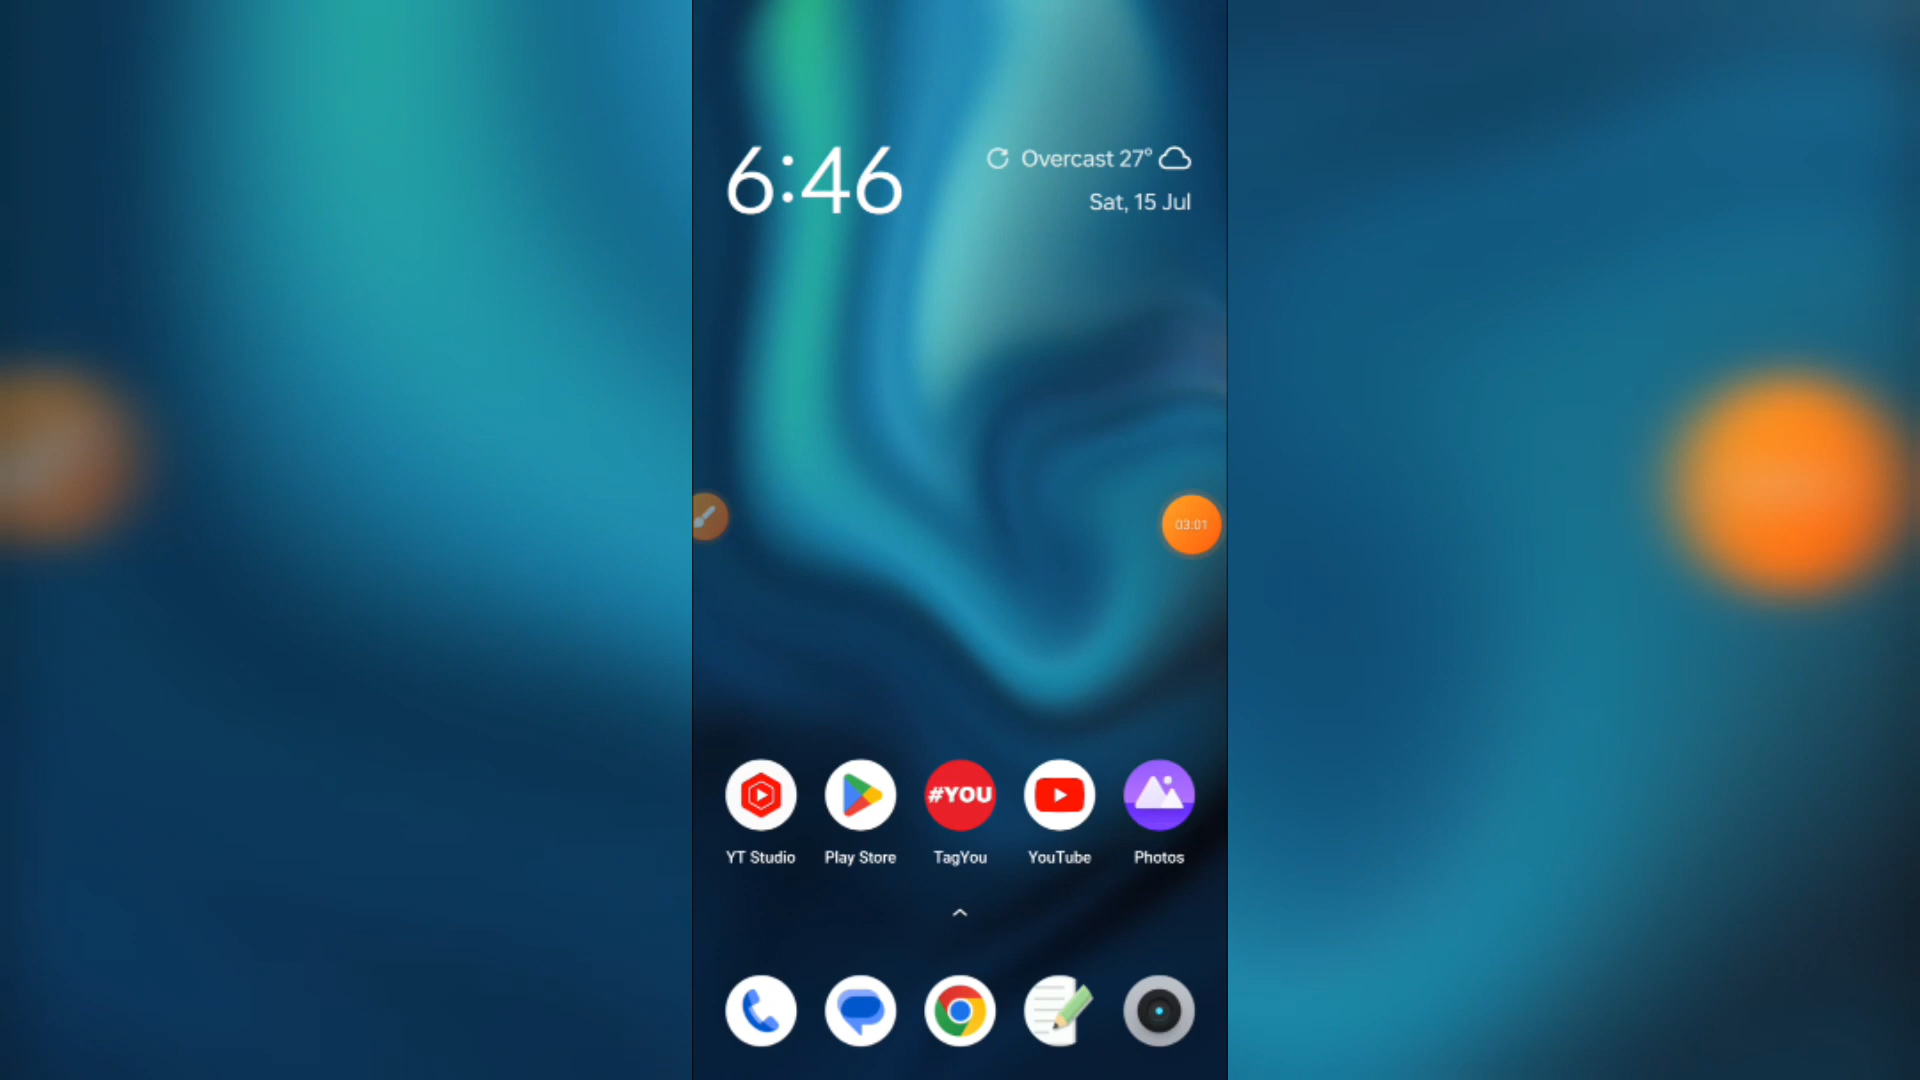 6:46
Overcast 27°
Sat, 15 Jul
03:01
#YOU
YT Studio
Play Store
TagYou
YouTube
Photos